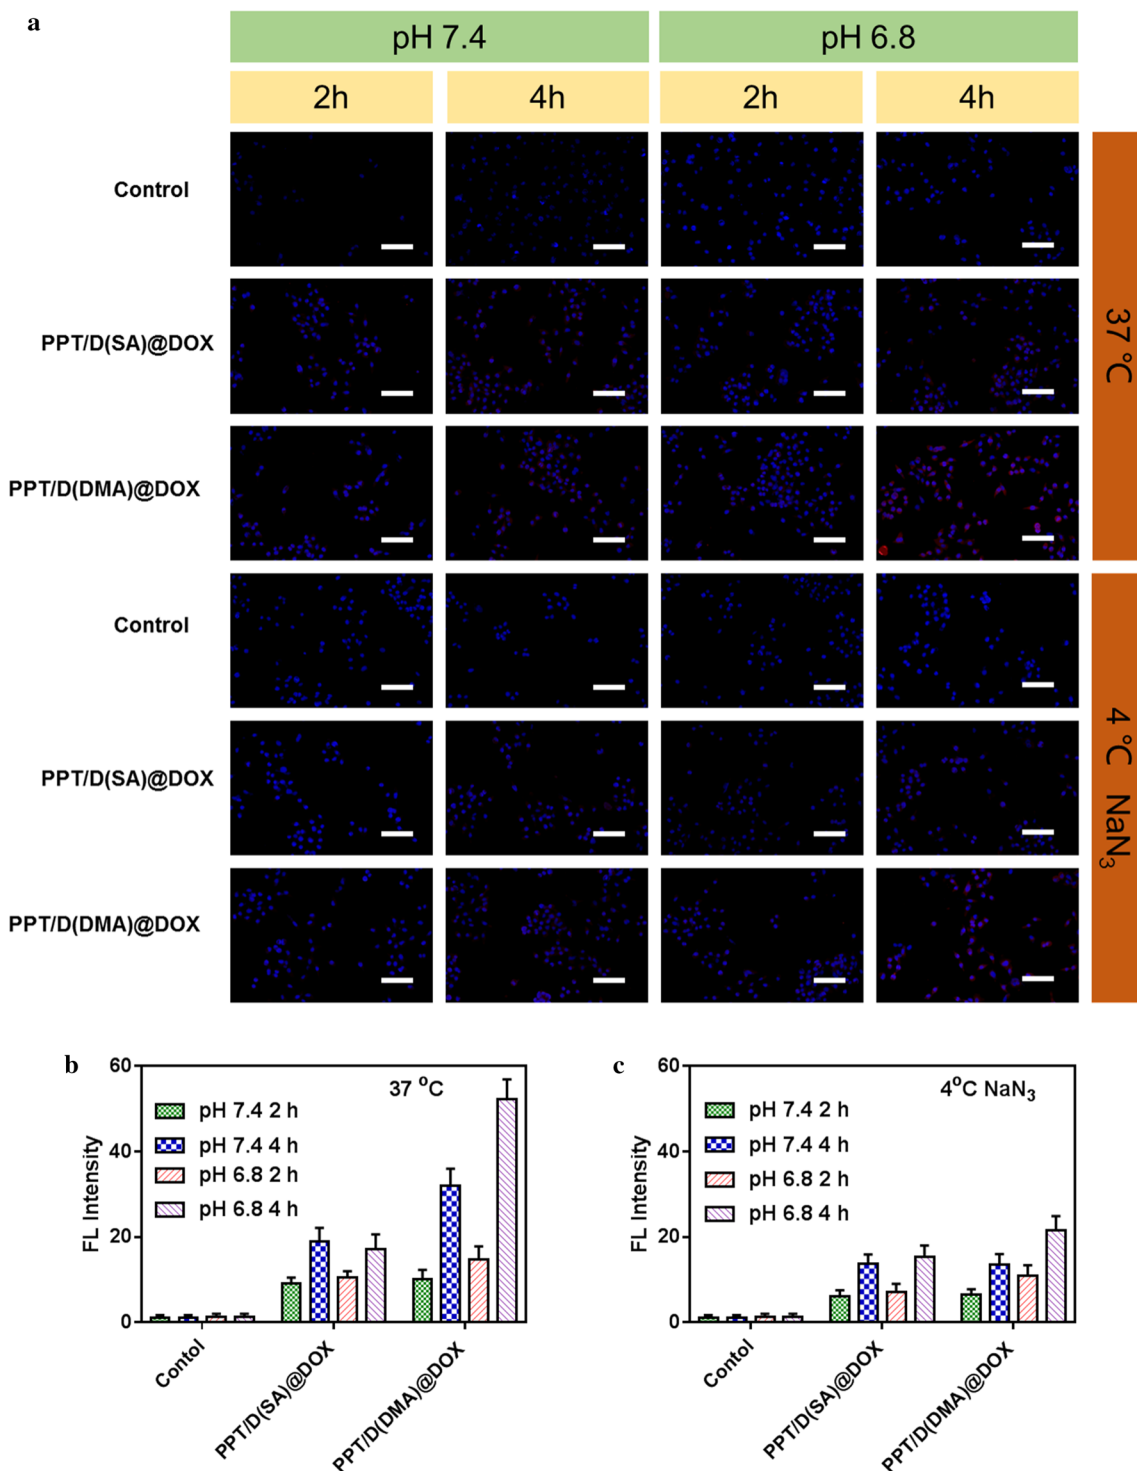 a
pH 7.4
pH 6.8
2h
4h
2h
4h
Control
PPT/D(SA)@DOX
PPT/D(DMA)@DOX
37 °C
Control
PPT/D(SA)@DOX
PPT/D(DMA)@DOX
4 °C NaN3
b
60
40
20
0
FL Intensity
37 °C
pH 7.4 2 h
pH 7.4 4 h
pH 6.8 2 h
pH 6.8 4 h
Contol
PPT/D(SA)@DOX
PPT/D(DMA)@DOX
c
60
40
20
0
FL Intensity
4°C NaN3
pH 7.4 2 h
pH 7.4 4 h
pH 6.8 2 h
pH 6.8 4 h
Contol
PPT/D(SA)@DOX
PPT/D(DMA)@DOX